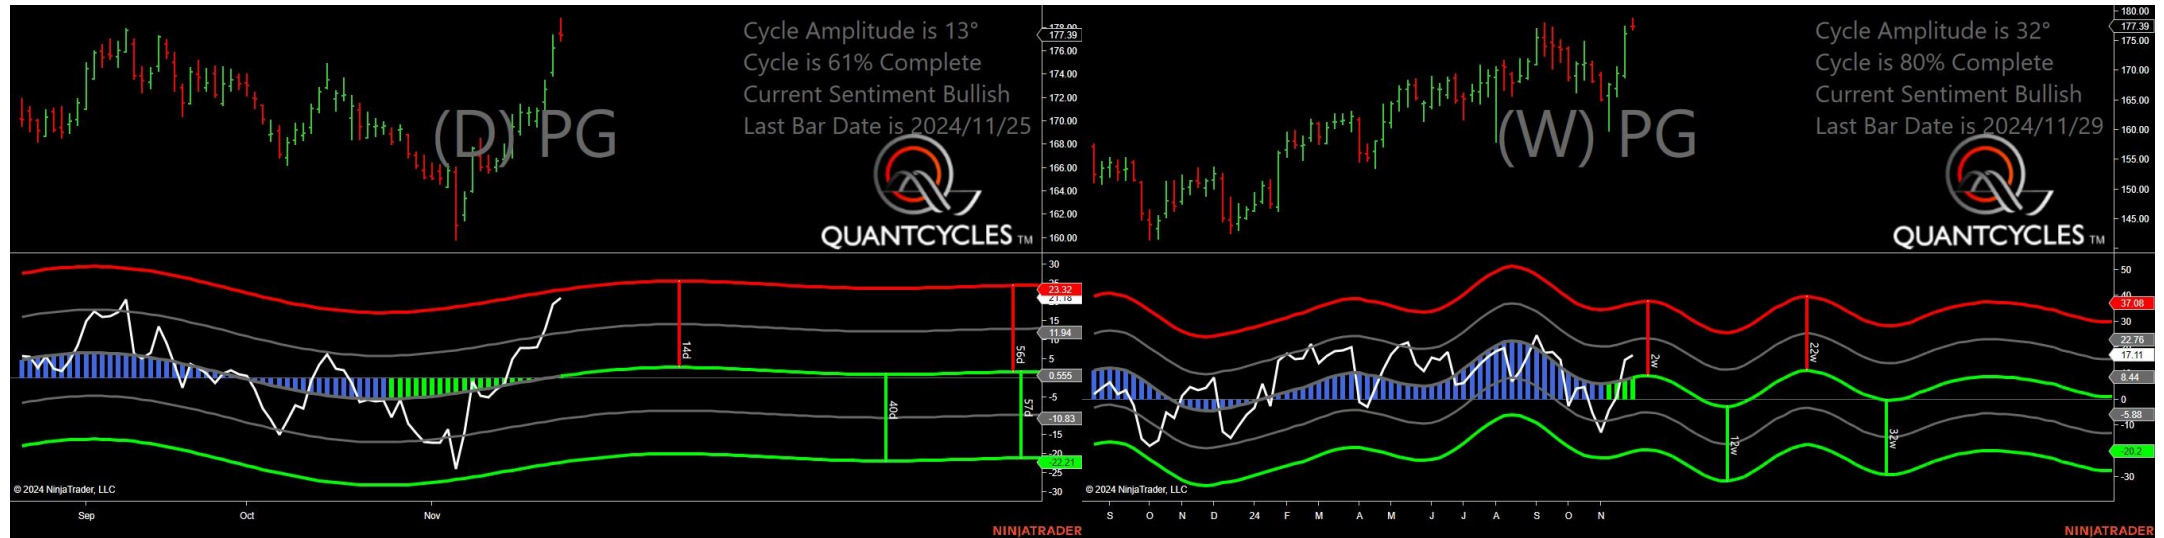 Cycle Amplitude is 13°
Cycle is 61% Complete
Current Sentiment Bullish
Last Bar Date is 2024/11/25
(D) PG
QUANTCYCLES TM
178.00
177.39
176.00
174.00
172.00
170.00
168.00
166.00
164.00
162.00
160.00
30
23.32
21.18
15
11.94
10
5
0.555
-5
-10.83
-15
-20
-22.21
-25
-30
14d
40d
56d
57d
© 2024 NinjaTrader, LLC
Sep
Oct
Nov
NINJATRADER
Cycle Amplitude is 32°
Cycle is 80% Complete
Current Sentiment Bullish
Last Bar Date is 2024/11/29
(W) PG
QUANTCYCLES TM
180.00
177.39
175.00
170.00
165.00
160.00
155.00
150.00
145.00
50
40
37.08
30
22.76
17.11
8.44
0
-5.88
-10
-20.2
-30
2w
12w
22w
32w
© 2024 NinjaTrader, LLC
S O N D 24 F M A M J J A S O N
NINJATRADER